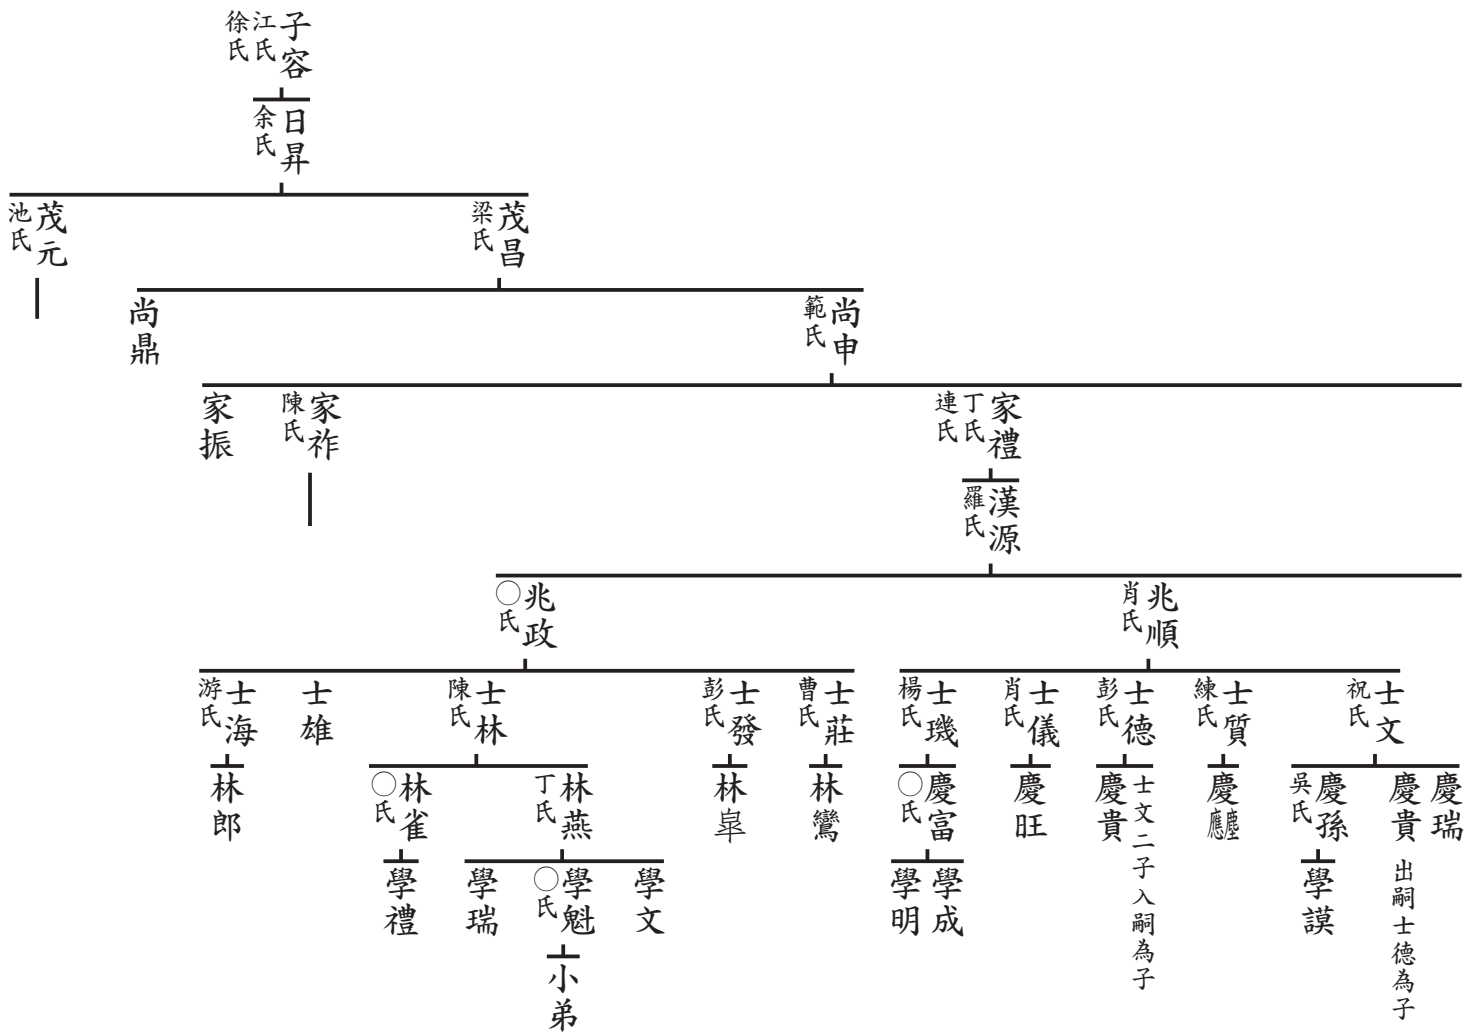 子容
江氏
徐氏
日昇
余氏
茂昌
梁氏
茂元
池氏
尚申
範氏
尚鼎
家禮
丁氏
連氏
家祚
陳氏
家振
漢源
羅氏
兆順
肖氏
兆政
○氏
士文
祝氏
士質
練氏
士德
彭氏
士儀
肖氏
士璣
楊氏
士莊
曹氏
士發
彭氏
士林
陳氏
士雄
士海
游氏
慶瑞
慶貴 出嗣士德為子
慶孫
吳氏
慶
士文二子入嗣為子
慶貴
慶旺
慶富
○氏
林鸞
林皐
林燕
丁氏
林雀
○氏
林郎
學謨
學成
學明
學文
學魁
○氏
學瑞
學禮
小弟